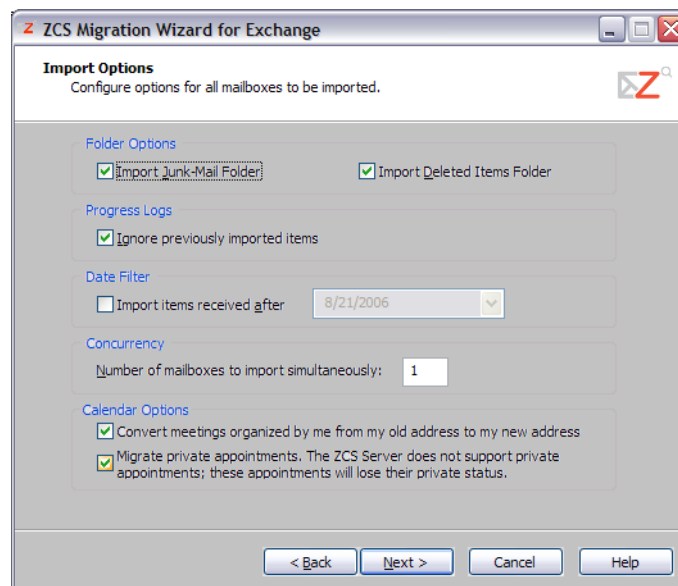 ZCS Migration Wizard for Exchange
Import Options
Configure options for all mailboxes to be imported.
Folder Options
Import Junk-Mail Folder
Import Deleted Items Folder
Progress Logs
Ignore previously imported items
Date Filter
Import items received after
8/21/2006
Concurrency
Number of mailboxes to import simultaneously:
1
Calendar Options
Convert meetings organized by me from my old address to my new address
Migrate private appointments. The ZCS Server does not support private
appointments; these appointments will lose their private status.
< Back
Next >
Cancel
Help